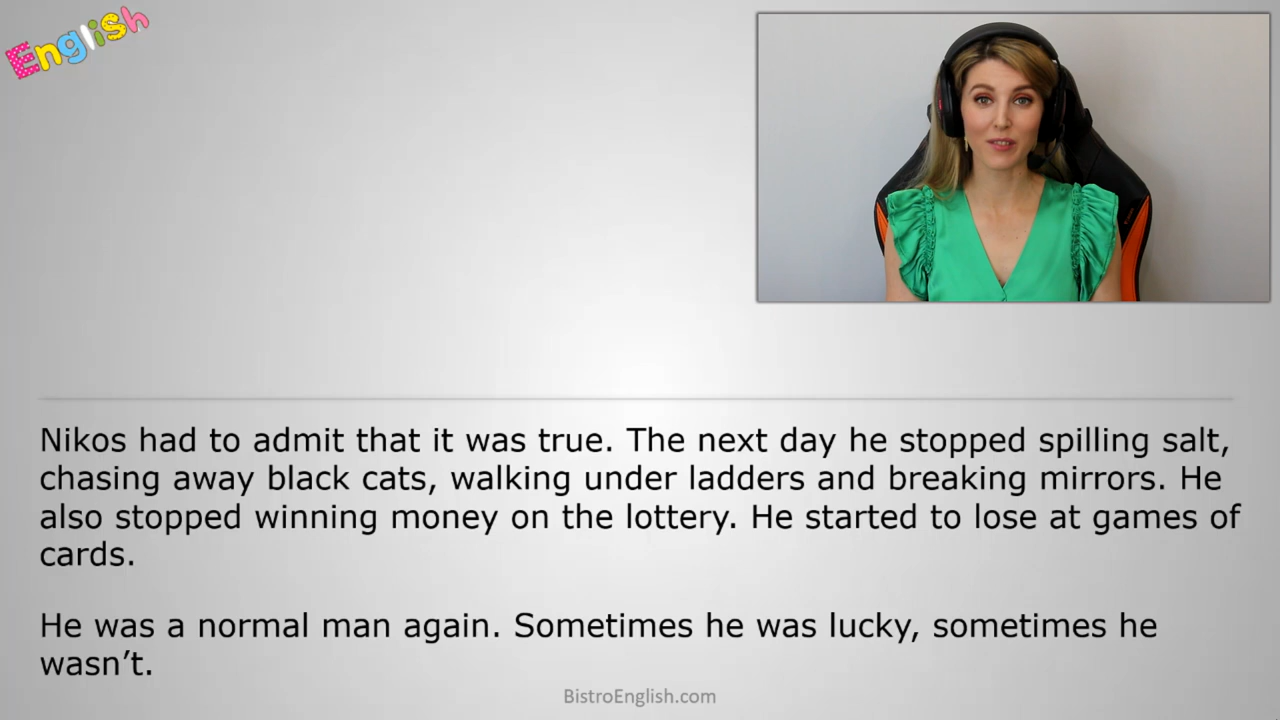 English
Nikos had to admit that it was true. The next day he stopped spilling salt,
chasing away black cats, walking under ladders and breaking mirrors. He
also stopped winning money on the lottery. He started to lose at games of
cards.
He was a normal man again. Sometimes he was lucky, sometimes he
wasn’t.
BistroEnglish.com